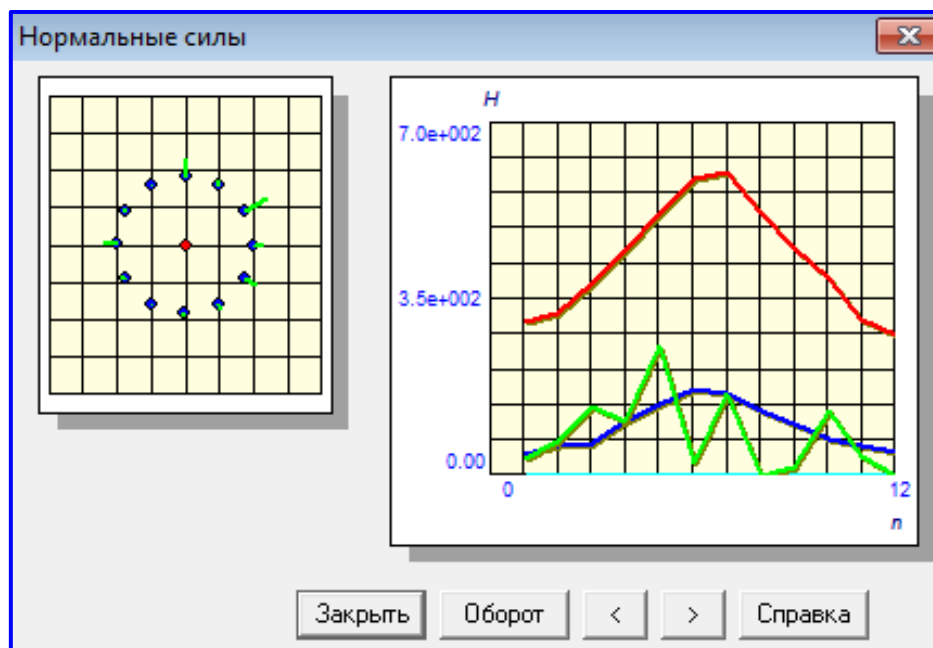 Нормальные силы
H
7.0e+002
3.5e+002
0.00
0
12
n
Закрыть
Оборот
<
>
Справка